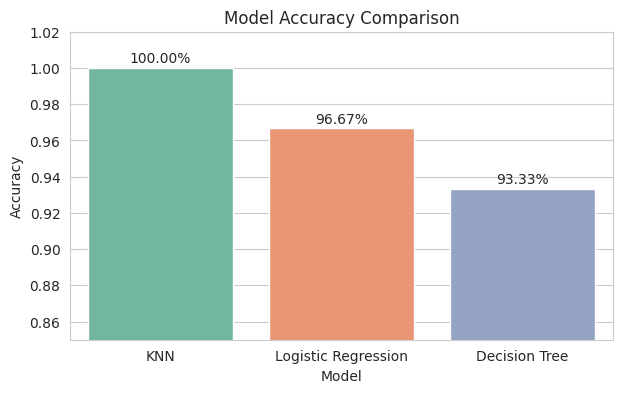 Model Accuracy Comparison
1.02
1.00
0.98
0.96
0.94
0.92
0.90
0.88
0.86
Accuracy
100.00%
96.67%
93.33%
KNN
Logistic Regression
Decision Tree
Model